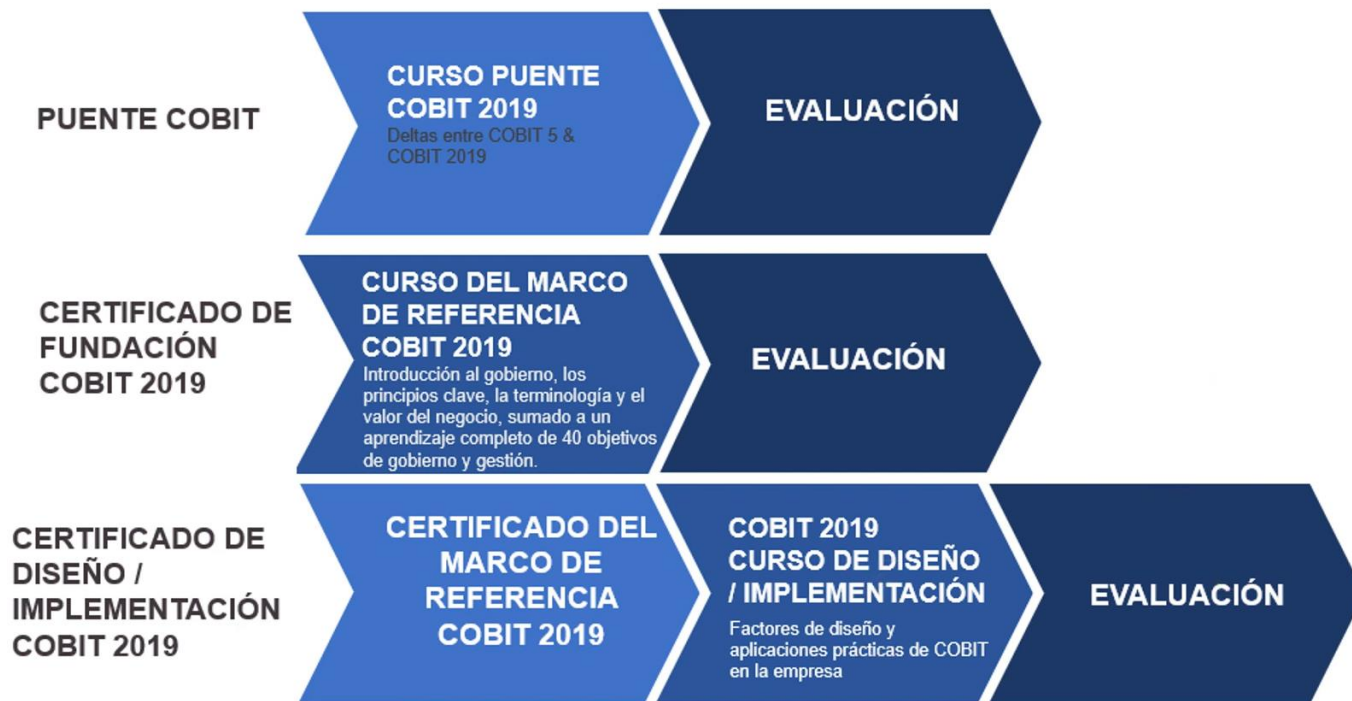 PUENTE COBIT
CURSO PUENTE
COBIT 2019
Deltas entre COBIT 5 &
COBIT 2019
EVALUACIÓN
CERTIFICADO DE
FUNDACIÓN
COBIT 2019
CURSO DEL MARCO
DE REFERENCIA
COBIT 2019
Introducción al gobierno, los
principios clave, la terminología y el
valor del negocio, sumado a un
aprendizaje completo de 40 objetivos
de gobierno y gestión.
EVALUACIÓN
CERTIFICADO DE
DISEÑO /
IMPLEMENTACIÓN
COBIT 2019
CERTIFICADO DEL
MARCO DE
REFERENCIA
COBIT 2019
COBIT 2019
CURSO DE DISEÑO
/ IMPLEMENTACIÓN
Factores de diseño y
aplicaciones prácticas de COBIT
en la empresa
EVALUACIÓN